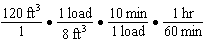 120 ft³/1 • 1 load/8 ft³ • 10 min/1 load • 1 hr/60 min